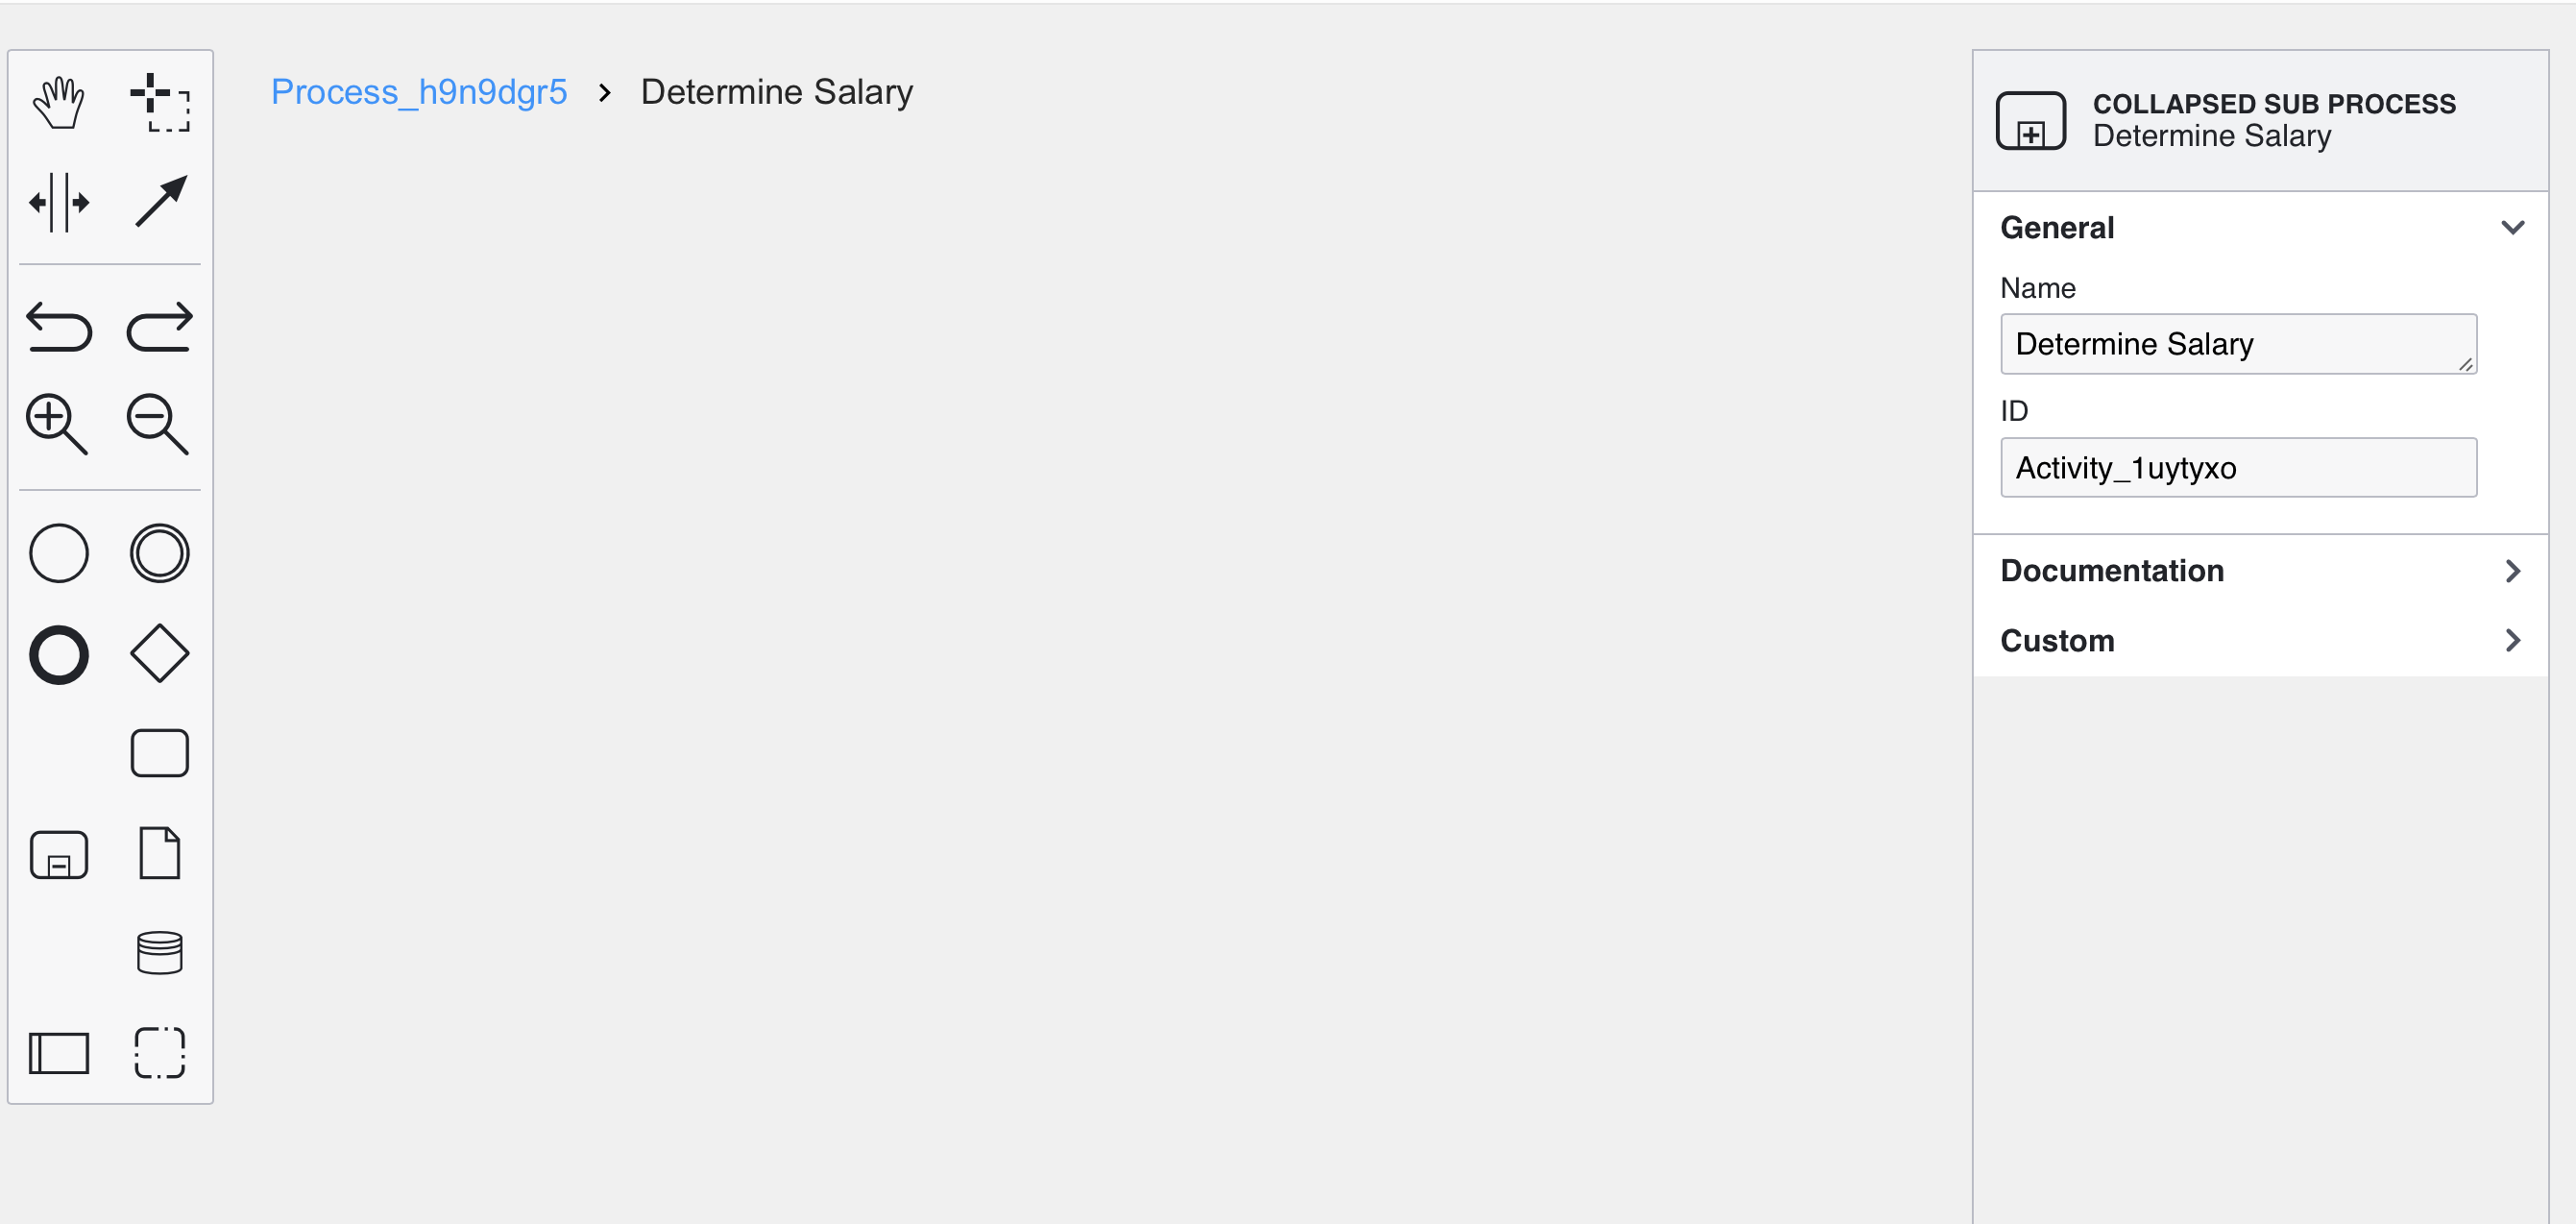 Process_h9n9dgr5 > Determine Salary
COLLAPSED SUB PROCESS
Determine Salary
General
Name
Determine Salary
ID
Activity_1uytyxo
Documentation
Custom